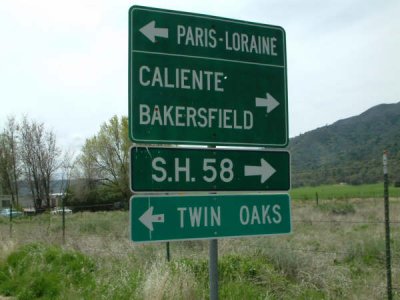 PARIS-LORAINE
CALIENTE
BAKERSFIELD
S.H. 58
TWIN OAKS